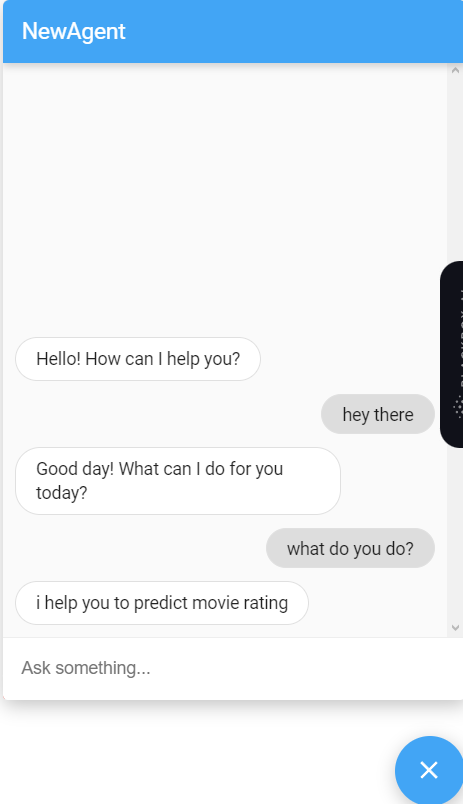 NewAgent
Hello! How can I help you?
hey there
Good day! What can I do for you
today?
what do you do?
i help you to predict movie rating
Ask something...